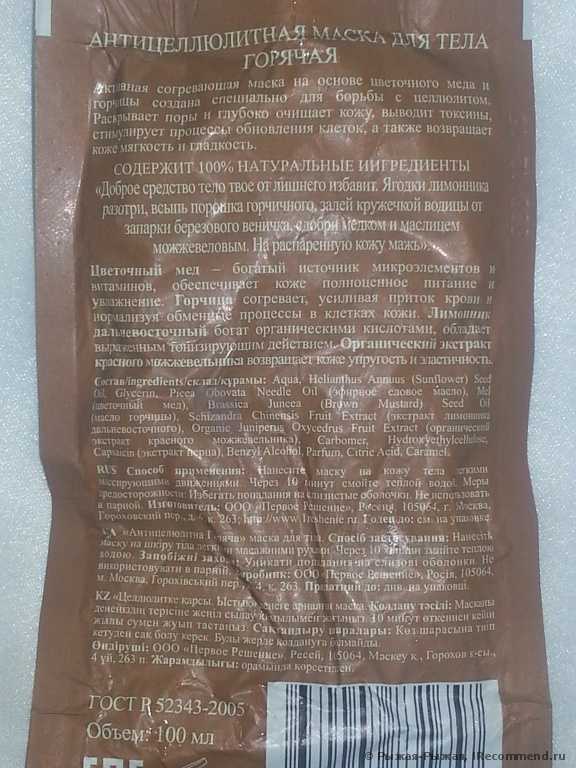 АНТИЦЕЛЛЮЛИТНАЯ МАСКА ДЛЯ ТЕЛА
ГОРЯЧАЯ
Активная согревающая маска на основе цветочного меда и
горчицы создана специально для борьбы с целлюлитом.
Раскрывает поры и глубоко очищает кожу, выводит токсины,
стимулирует процессы обновления клеток, а также возвращает
коже мягкость и гладкость.
СОДЕРЖИТ 100% НАТУРАЛЬНЫЕ ИНГРЕДИЕНТЫ
«Доброе средство тело твое от лишнего избавит. Ягодки лимонника
разотри, всыпь порошка горчичного, залей кружечкой водицы от
запарки березового веничка, сдобри медком и маслицем
можжевеловым. На распаренную кожу мажь».
Цветочный мед – богатый источник микроэлементов и
витаминов, обеспечивает коже полноценное питание и
увлажнение. Горчица согревает, усиливая приток крови и
нормализуя обменные процессы в клетках кожи. Лимонник
дальневосточный богат органическими кислотами, обладает
выраженным тонизирующим действием. Органический экстракт
красного можжевельника возвращает коже упругость и эластичность.
Состав/ingredients/склад/курамы: Aqua, Helianthus Annuus (Sunflower) Seed
Oil, Glycerin, Picea Obovata Needle Oil (эфирное еловое масло), Mel
(цветочный мед), Brassica Juncea (Brown Mustard) Seed Oil
(масло горчицы), Schizandra Chinensis Fruit Extract (экстракт лимонника
дальневосточного), Organic Juniperus Oxycedrus Fruit Extract (органический
экстракт красного можжевельника), Carbomer, Hydroxyethylcellulose,
Capsaicin (экстракт перца), Benzyl Alcohol, Parfum, Citric Acid, Caramel.
RUS Способ применения: Нанесите маску на кожу тела легкими
массирующими движениями. Через 10 минут смойте теплой водой. Меры
предосторожности: Избегать попадания на слизистые оболочки. Не использовать
в парной. Изготовитель: ООО «Первое Решение», Россия, 105064, г. Москва,
Гороховский пер., д. 4, к. 263; http://www. Годен до: см. на упаковке.
UA «Антицелюлітна Гаряча» маска для тіла. Спосіб застосування: Нанесіть
маску на шкіру тіла легкими масажними рухами. Через 10 хвилин змийте теплою
водою. Запобіжні заходи: Уникати попадання на слизові оболонки. Не
використовувати в парній. Виробник: ООО «Первое Решение», Росія, 105064,
м. Москва, Горохівський пер., 4, к. 263. Придатний до: див. на упаковці.
KZ «Целлюлитке қарсы. Ыстық» денеге арналған маска. Қолдану тәсілі: Масканы
дененіздің терісіне жеңіл сылау қимылымен жағыңыз. 10 минут өткеннен кейін
жылы сумен жуып тастаңыз. Сақтандыру шаралары: Көз шарасына тиіп
кетуден сақ болу керек. Булы жерде қолдануға болмайды.
Өндіруші: ООО «Первое Решение», Ресей, 105064, Мәскеу қ., Горохов к-сы,
4 үй, 263 п. Жарамдылығы: орамында көрсетілген.
ГОСТ Р 52343-2005
Объем: 100 мл
© Рыжая-Рыжая, IRecommend.ru